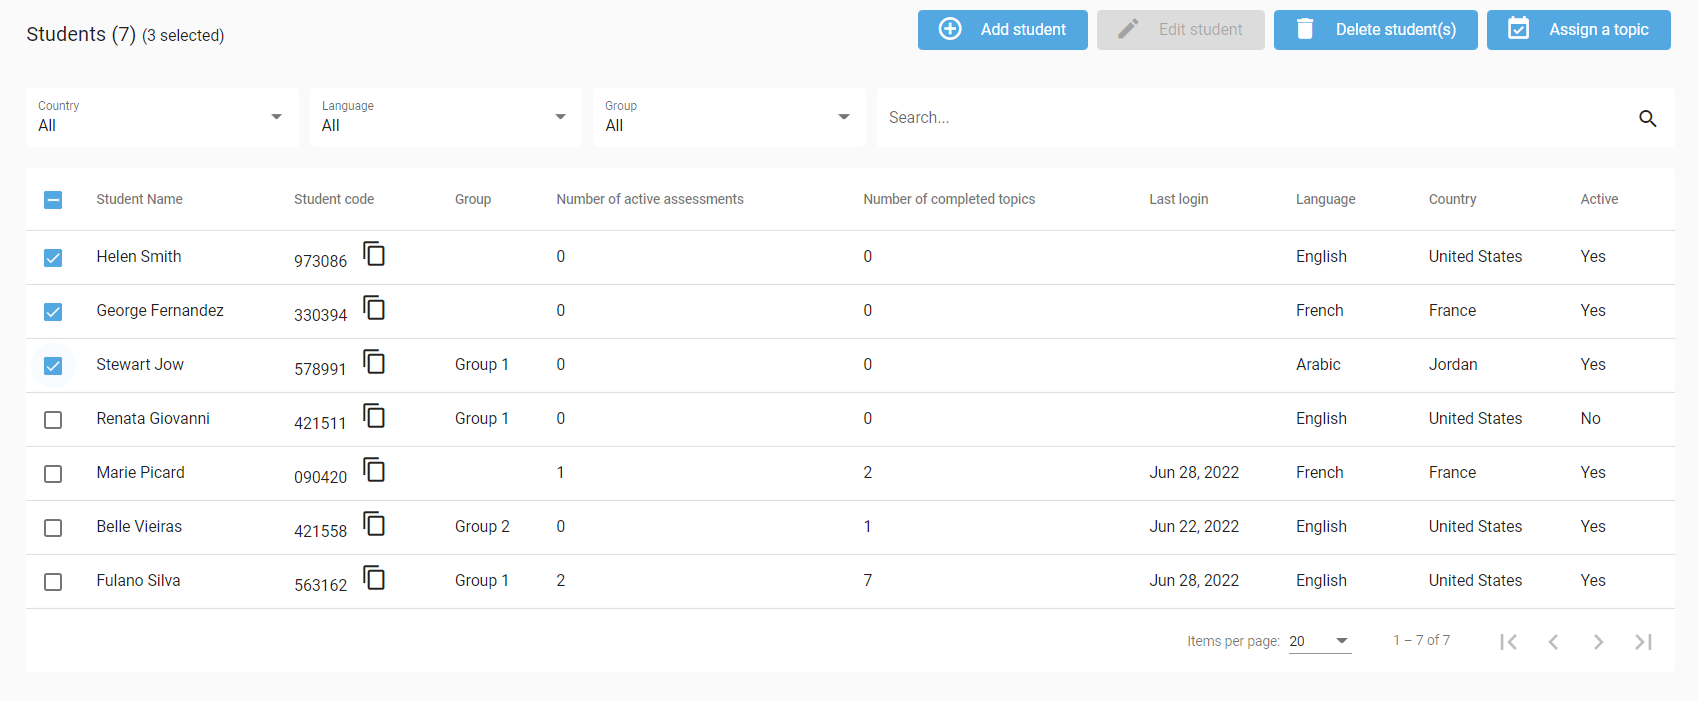 Students (7) (3 selected)
Add student
Edit student
Delete student(s)
Assign a topic
Country
All
Language
All
Group
All
Search...
Student Name Student code Group Number of active assessments Number of completed topics Last login Language Country Active
Helen Smith 973086 0 0 English United States Yes
George Fernandez 330394 0 0 French France Yes
Stewart Jow 578991 Group 1 0 0 Arabic Jordan Yes
Renata Giovanni 421511 Group 1 0 0 English United States No
Marie Picard 090420 1 2 Jun 28, 2022 French France Yes
Belle Vieiras 421558 Group 2 0 1 Jun 22, 2022 English United States Yes
Fulano Silva 563162 Group 1 2 7 Jun 28, 2022 English United States Yes
Items per page: 20 1 – 7 of 7